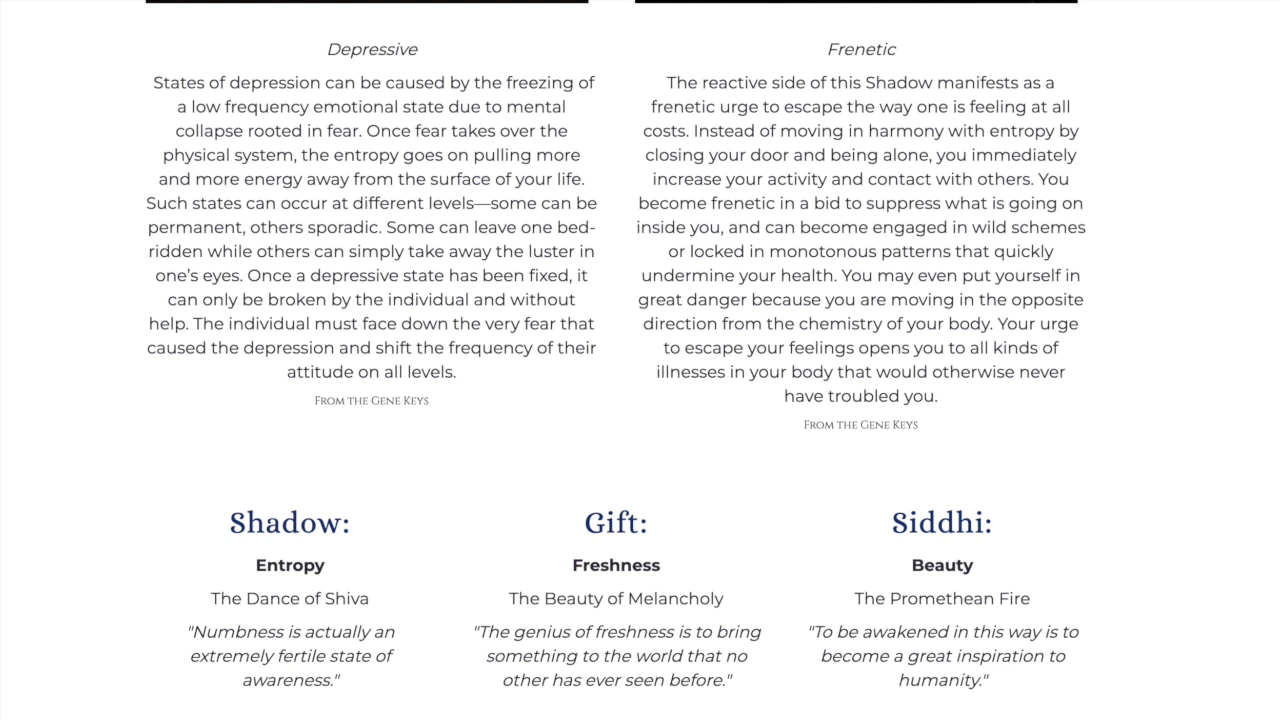 Depressive
States of depression can be caused by the freezing of
a low frequency emotional state due to mental
collapse rooted in fear. Once fear takes over the
physical system, the entropy goes on pulling more
and more energy away from the surface of your life.
Such states can occur at different levels—some can be
permanent, others sporadic. Some can leave one bed-
ridden while others can simply take away the luster in
one's eyes. Once a depressive state has been fixed, it
can only be broken by the individual and without
help. The individual must face down the very fear that
caused the depression and shift the frequency of their
attitude on all levels.
From the Gene Keys
Frenetic
The reactive side of this Shadow manifests as a
frenetic urge to escape the way one is feeling at all
costs. Instead of moving in harmony with entropy by
closing your door and being alone, you immediately
increase your activity and contact with others. You
become frenetic in a bid to suppress what is going on
inside you, and can become engaged in wild schemes
or locked in monotonous patterns that quickly
undermine your health. You may even put yourself in
great danger because you are moving in the opposite
direction from the chemistry of your body. Your urge
to escape your feelings opens you to all kinds of
illnesses in your body that would otherwise never
have troubled you.
From the Gene Keys
Shadow:
Entropy
The Dance of Shiva
"Numbness is actually an
extremely fertile state of
awareness."
Gift:
Freshness
The Beauty of Melancholy
"The genius of freshness is to bring
something to the world that no
other has ever seen before."
Siddhi:
Beauty
The Promethean Fire
"To be awakened in this way is to
become a great inspiration to
humanity."